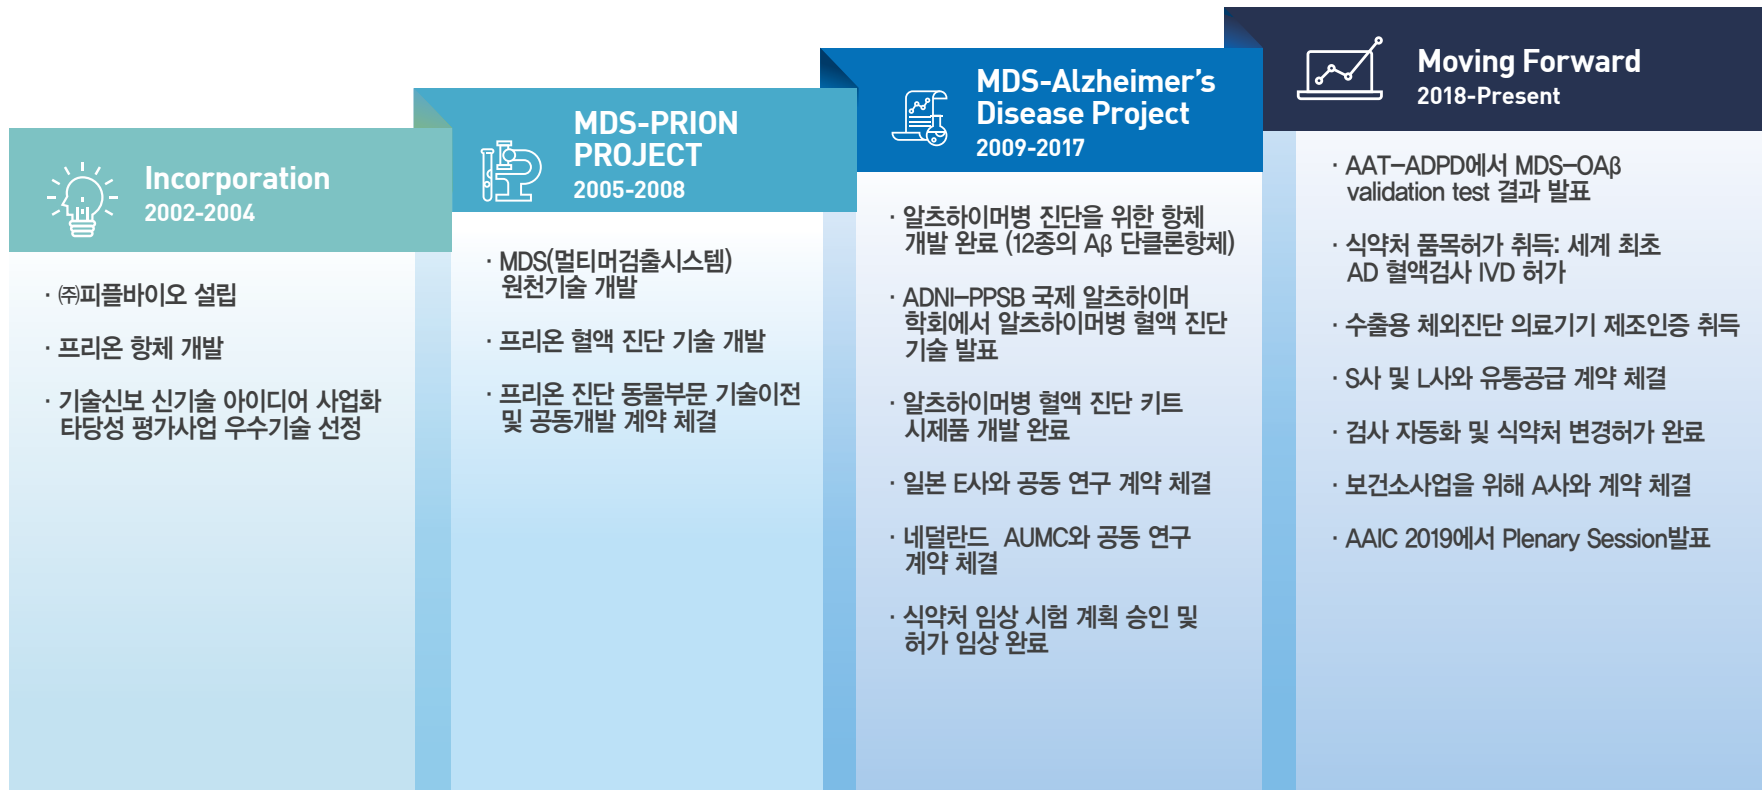 Incorporation
2002-2004
· ㈜피플바이오 설립
· 프리온 항체 개발
· 기술신보 신기술 아이디어 사업화
타당성 평가사업 우수기술 선정
MDS-PRION
PROJECT
2005-2008
· MDS(멀티머검출시스템)
원천기술 개발
· 프리온 혈액 진단 기술 개발
· 프리온 진단 동물부문 기술이전
및 공동개발 계약 체결
MDS-Alzheimer’s
Disease Project
2009-2017
· 알츠하이머병 진단을 위한 항체
개발 완료 (12종의 Aβ 단클론항체)
· ADNI-PPSB 국제 알츠하이머
학회에서 알츠하이머병 혈액 진단
기술 발표
· 알츠하이머병 혈액 진단 키트
시제품 개발 완료
· 일본 E사와 공동 연구 계약 체결
· 네덜란드 AUMC와 공동 연구
계약 체결
· 식약처 임상 시험 계획 승인 및
허가 임상 완료
Moving Forward
2018-Present
· AAT-ADPD에서 MDS-OAβ
validation test 결과 발표
· 식약처 품목허가 취득: 세계 최초
AD 혈액검사 IVD 허가
· 수출용 체외진단 의료기기 제조인증 취득
· S사 및 L사와 유통공급 계약 체결
· 검사 자동화 및 식약처 변경허가 완료
· 보건소사업을 위해 A사와 계약 체결
· AAIC 2019에서 Plenary Session발표